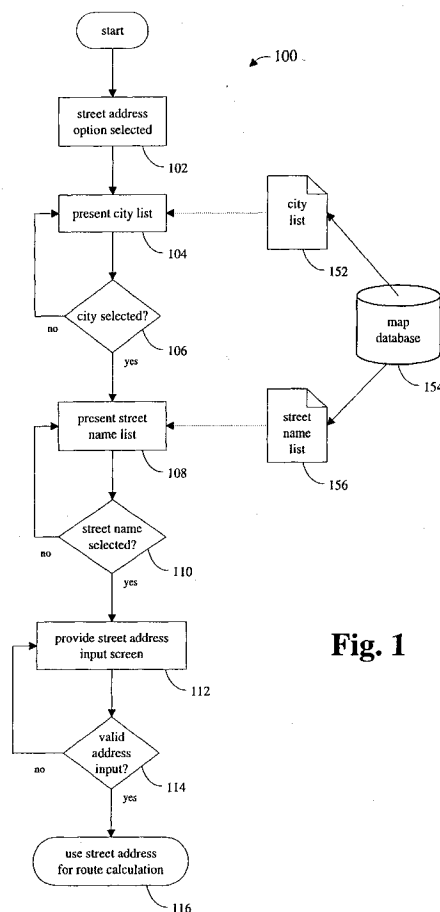 start
100
street address
option selected
102
present city list
104
city
list
152
map
database
154
city selected?
106
no
yes
present street
name list
108
street
name
list
156
street name
selected?
110
no
yes
provide street address
input screen
112
Fig. 1
valid
address
input?
114
no
yes
use street address
for route calculation
116